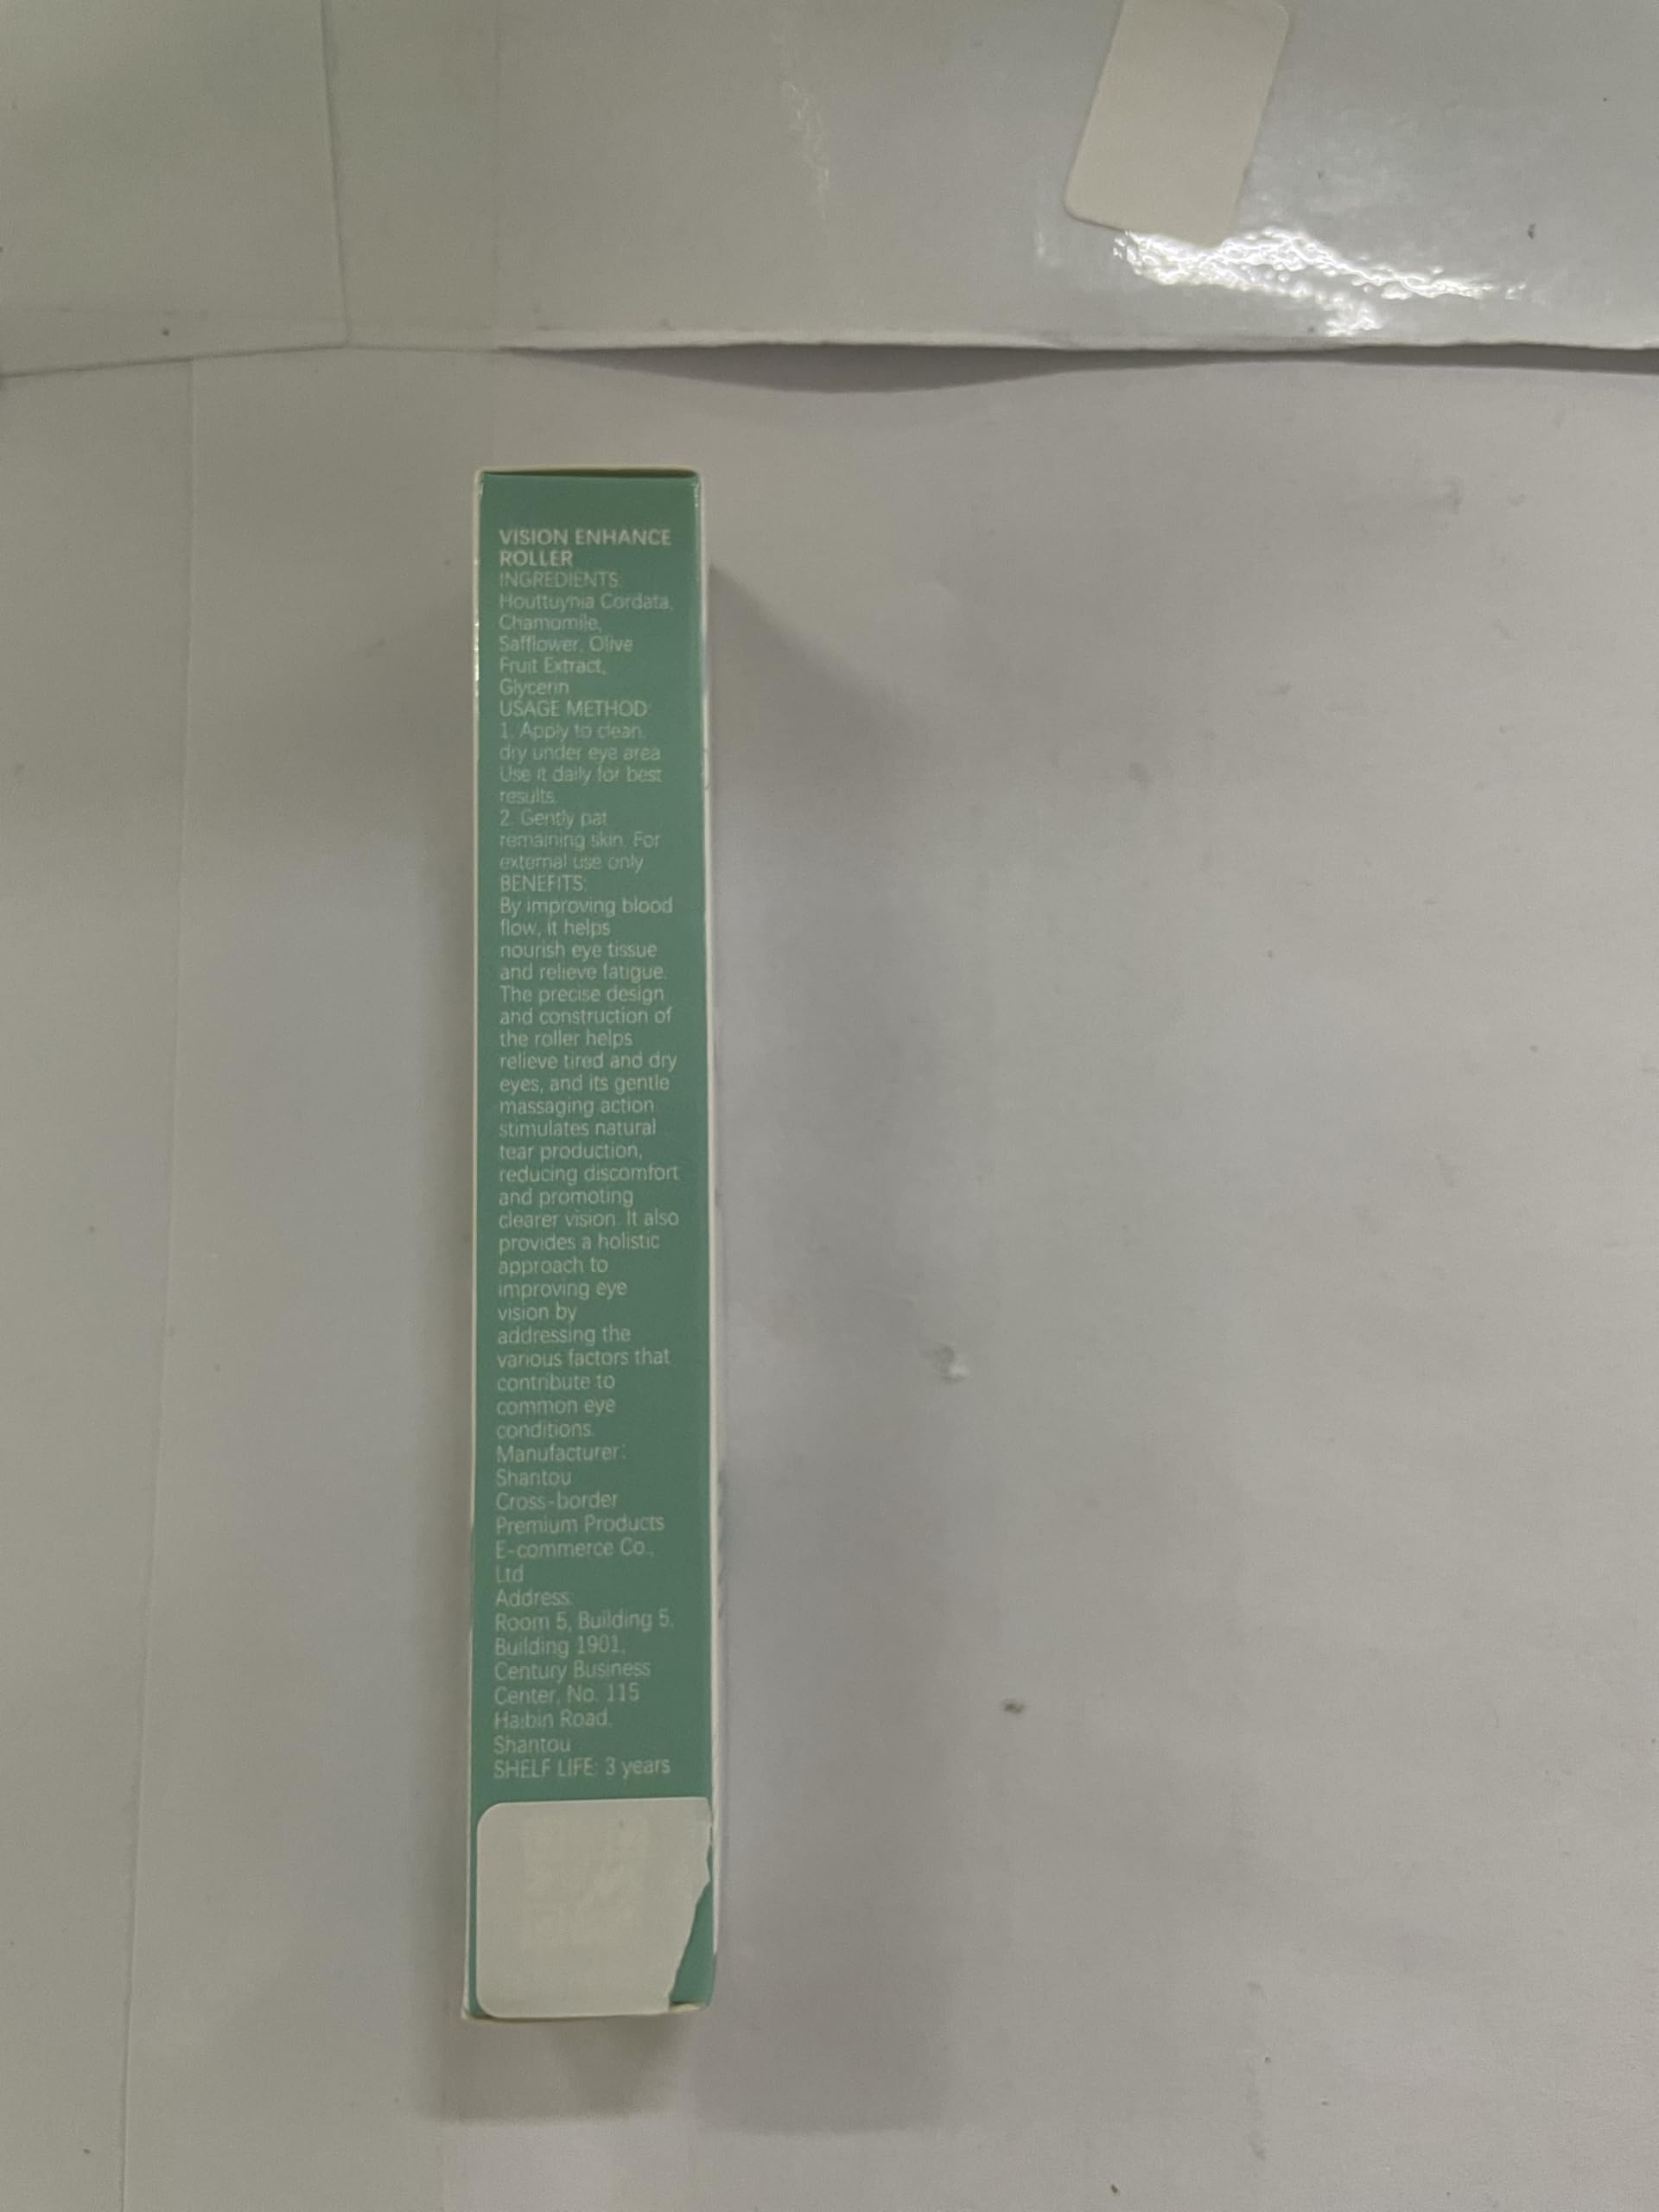 VISION ENHANCE
ROLLER
INGREDIENTS:
Houttuynia Cordata,
Chamomile,
Safflower, Olive
Fruit Extract,
Glycerin
USAGE METHOD:
1. Apply to clean,
dry under eye area.
Use it daily for best
results.
2. Gently pat
remaining skin. For
external use only
BENEFITS:
By improving blood
flow, it helps
nourish eye tissue
and relieve fatigue.
The precise design
and construction of
the roller helps
relieve tired and dry
eyes, and its gentle
massaging action
stimulates natural
tear production,
reducing discomfort
and promoting
clearer vision. It also
provides a holistic
approach to
improving eye
vision by
addressing the
various factors that
contribute to
common eye
conditions.
Manufacturer:
Shantou
Cross-border
Premium Products
E-commerce Co.,
Ltd
Address:
Room 5, Building 5,
Building 1901,
Century Business
Center, No. 115
Haibin Road,
Shantou
SHELF LIFE: 3 years